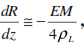 dR/dz ≅ − EM/4ρ_L ,